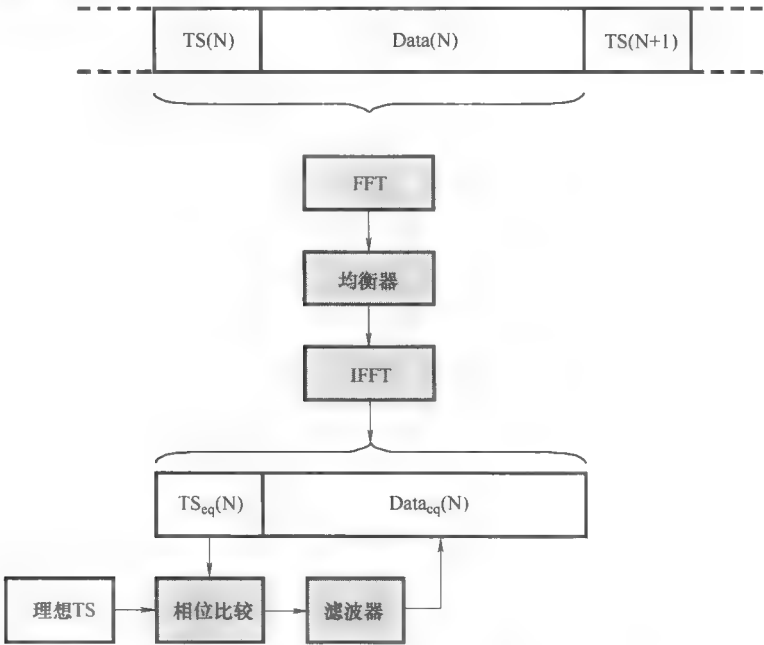 TS(N) Data(N) TS(N+1)
FFT
均衡器
IFFT
TSeq(N) Dataeq(N)
理想TS 相位比较 滤波器